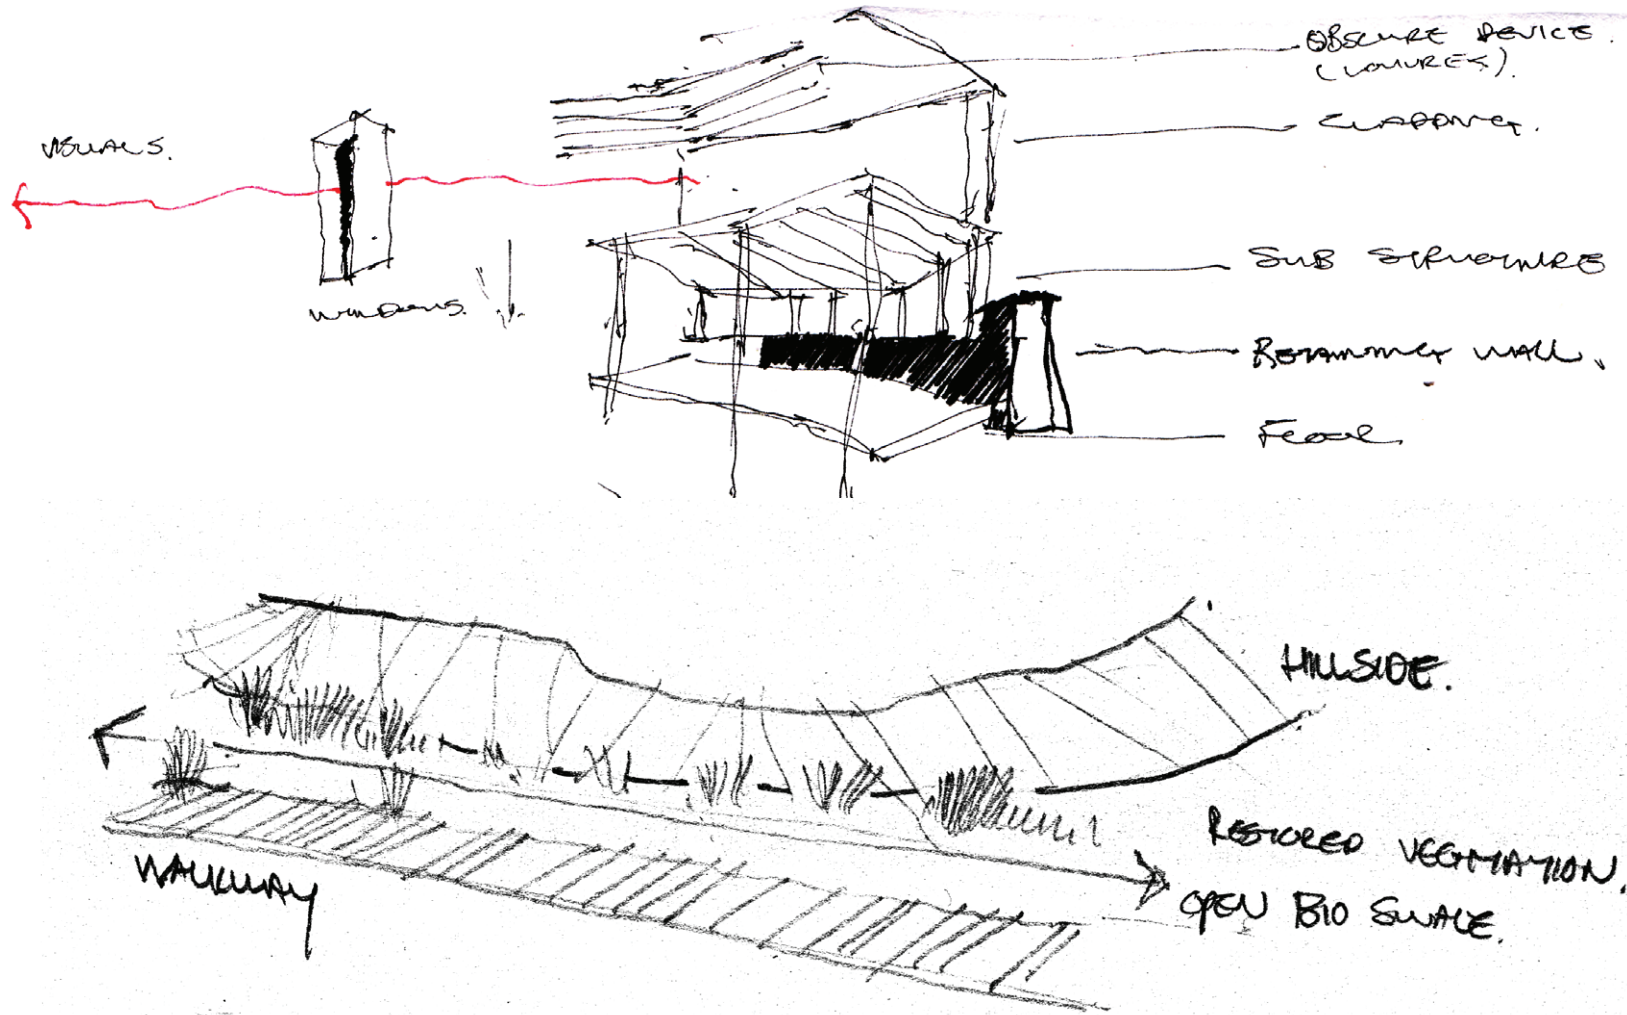 OBSCURE DEVICE.
(LOUVRES).
CLADDING.
VISUALS.
SUB STRUCTURE
WINDOWS.
RETAINING WALL.
FLOOR
HILLSIDE.
RESTORED VEGETATION.
WALKWAY
OPEN BIO SWALE.